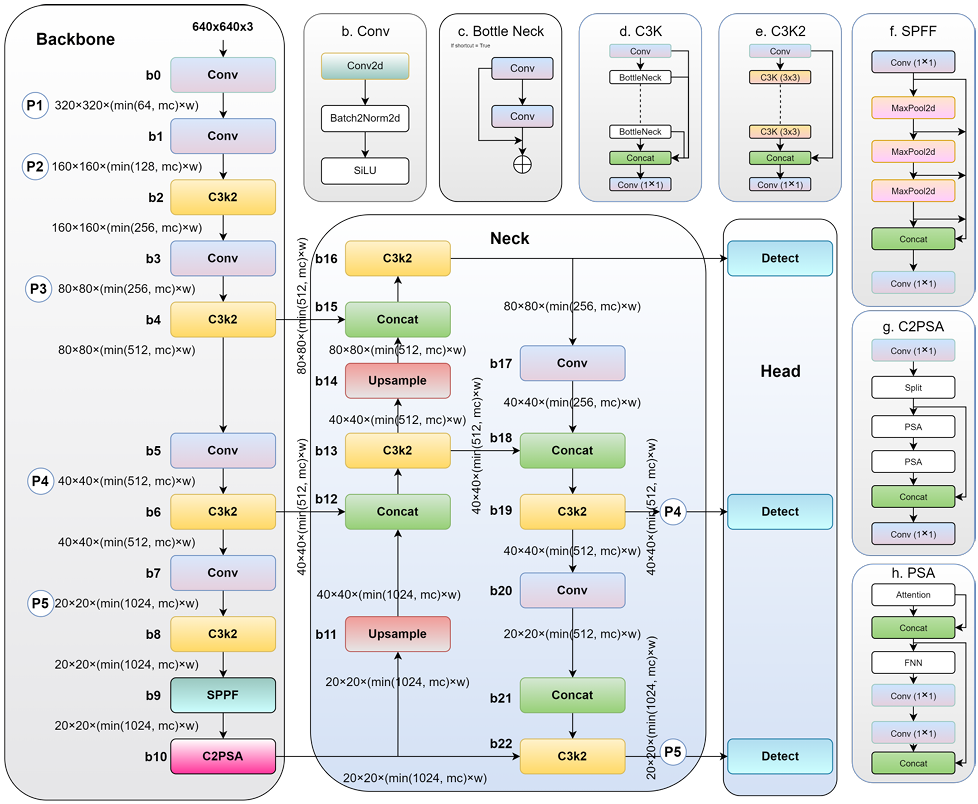 Backbone
640×640×3
b0
Conv
P1
320×320×(min(64, mc)×w)
b1
Conv
P2
160×160×(min(128, mc)×w)
b2
C3k2
160×160×(min(256, mc)×w)
b3
Conv
P3
80×80×(min(256, mc)×w)
b4
C3k2
80×80×(min(512, mc)×w)
b5
Conv
P4
40×40×(min(512, mc)×w)
b6
C3k2
40×40×(min(512, mc)×w)
b7
Conv
P5
20×20×(min(1024, mc)×w)
b8
C3k2
20×20×(min(1024, mc)×w)
b9
SPPF
20×20×(min(1024, mc)×w)
b10
C2PSA
b. Conv
Conv2d
Batch2Norm2d
SiLU
c. Bottle Neck
If shortcut = True
Conv
Conv
d. C3K
Conv
BottleNeck
BottleNeck
Concat
Conv (1×1)
e. C3K2
Conv
C3K (3x3)
C3K (3x3)
Concat
Conv (1×1)
f. SPFF
Conv (1×1)
MaxPool2d
MaxPool2d
MaxPool2d
Concat
Conv (1×1)
g. C2PSA
Conv (1×1)
Split
PSA
PSA
Concat
Conv (1×1)
h. PSA
Attention
Concat
FNN
Conv (1×1)
Conv (1×1)
Concat
Neck
b16
C3k2
80×80×(min(512, mc)×w)
b15
Concat
80×80×(min(512, mc)×w)
b14
Upsample
40×40×(min(512, mc)×w)
b13
C3k2
40×40×(min(512, mc)×w)
b12
Concat
40×40×(min(512, mc)×w)
40×40×(min(1024, mc)×w)
b11
Upsample
20×20×(min(1024, mc)×w)
20×20×(min(1024, mc)×w)
80×80×(min(256, mc)×w)
b17
Conv
40×40×(min(256, mc)×w)
b18
Concat
b19
C3k2
40×40×(min(512, mc)×w)
P4
40×40×(min(512, mc)×w)
b20
Conv
20×20×(min(512, mc)×w)
b21
Concat
b22
C3k2
20×20×(min(1024, mc)×w)
P5
Head
Detect
Detect
Detect